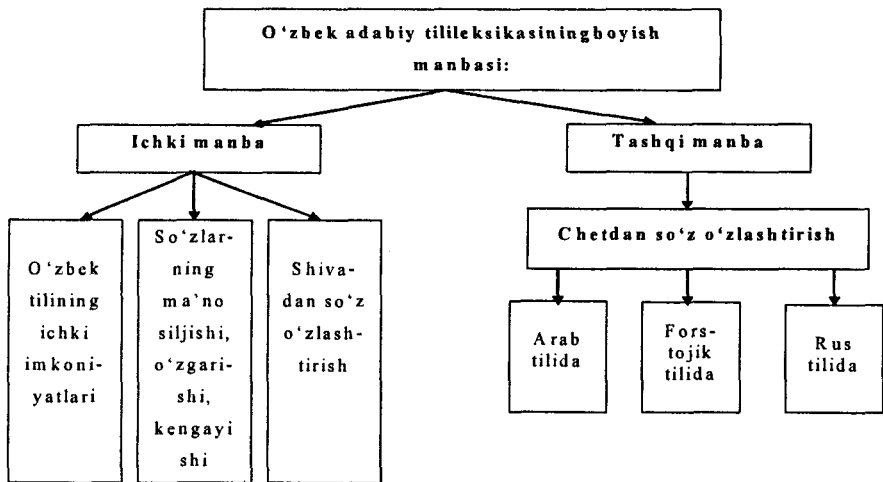 O‘zbek adabiy tilileksikasiningboyish
manbasi:
Ichki manba
Tashqi manba
O‘zbek
tilining
ichki
imkoni-
yatlari
So‘zlar-
ning
ma`no
siljishi,
o‘zgari-
shi,
kengayi
shi
Shiva-
dan so‘z
o‘zlash-
tirish
Chetdan so‘z o‘zlashtirish
Arab
tilida
Fors-
tojik
tilida
Rus
tilida